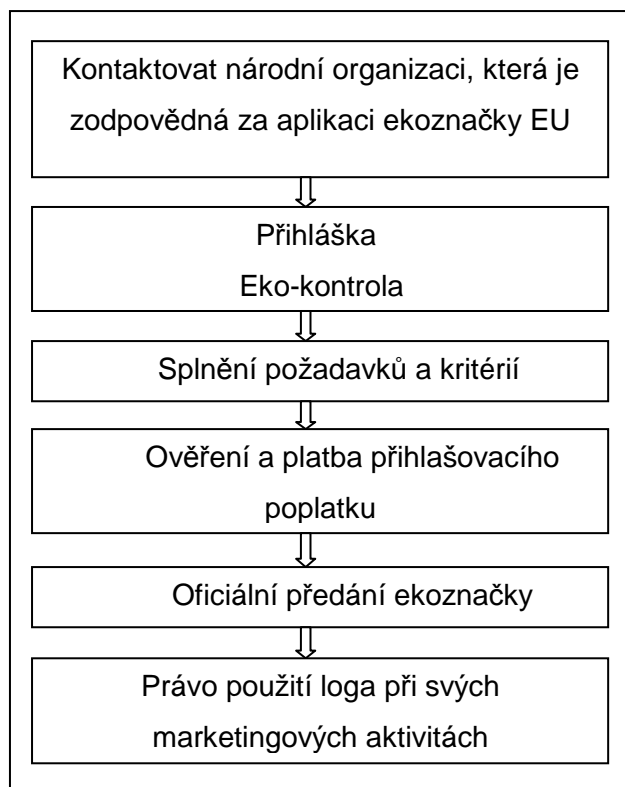 Kontaktovat národní organizaci, která je
zodpovědná za aplikaci ekoznačky EU
Přihláška
Eko-kontrola
Splnění požadavků a kritérií
Ověření a platba přihlašovacího
poplatku
Oficiální předání ekoznačky
Právo použití loga při svých
marketingových aktivitách